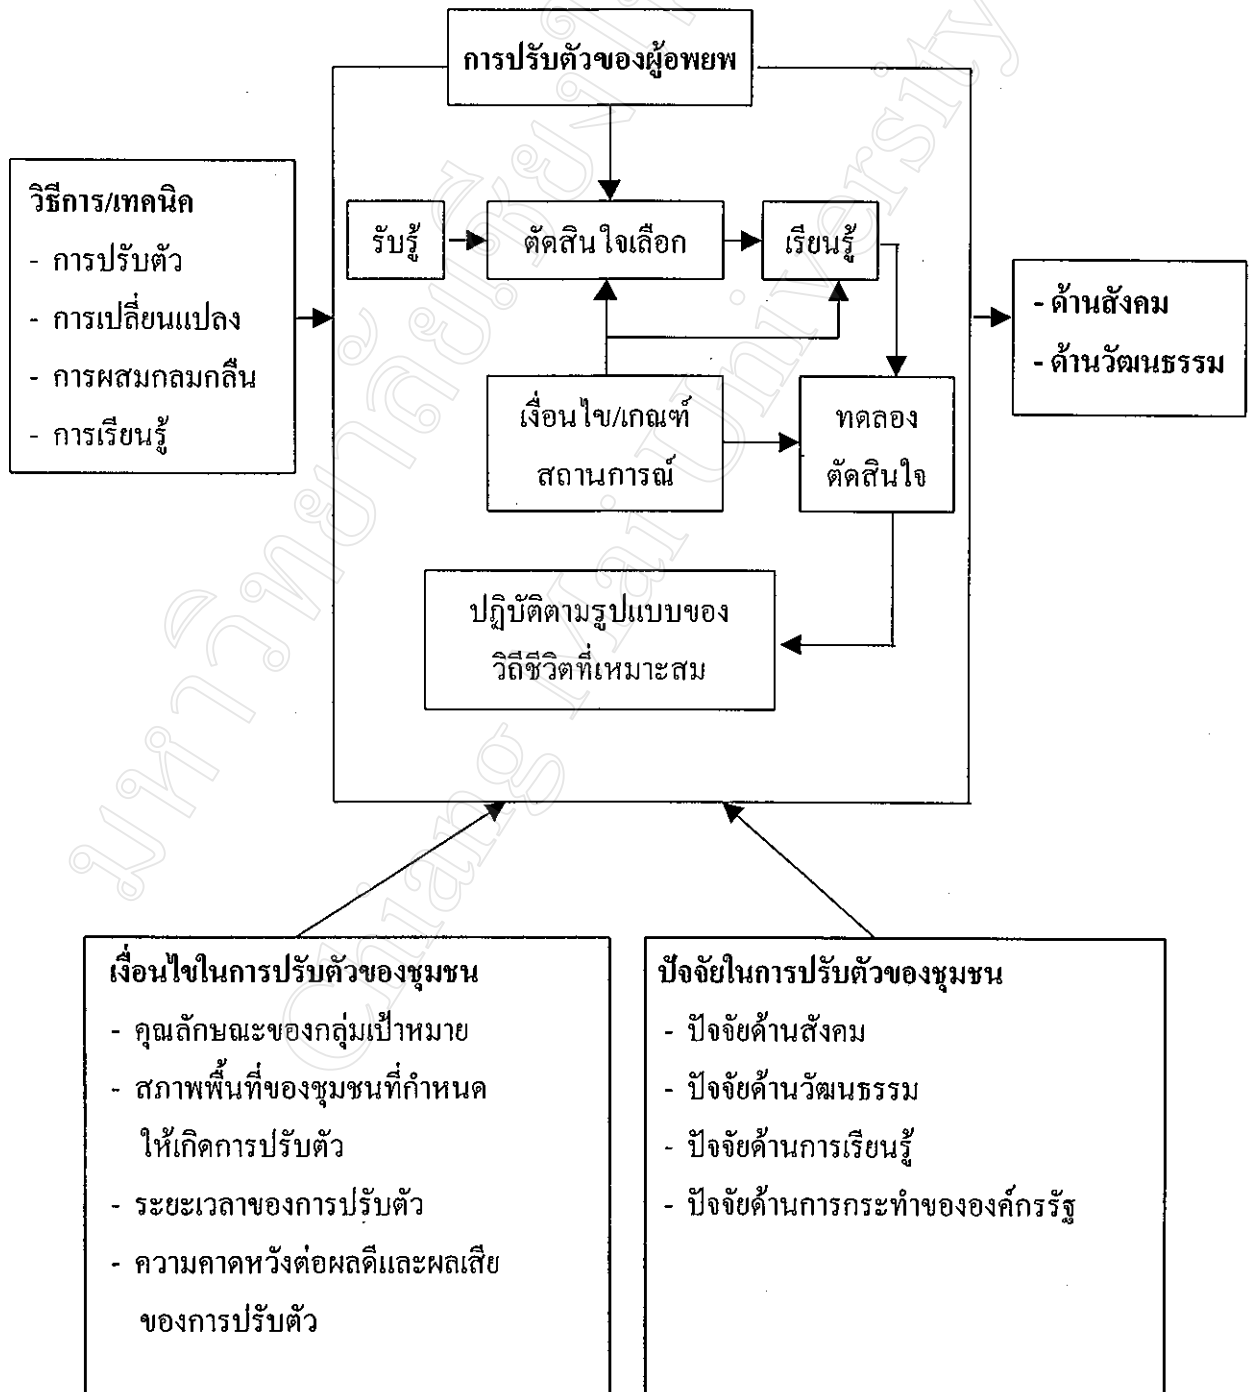 การปรับตัวของผู้อพยพ
วิธีการ/เทคนิค
- การปรับตัว
- การเปลี่ยนแปลง
- การผสมกลมกลืน
- การเรียนรู้
รับรู้
ตัดสินใจเลือก
เรียนรู้
เงื่อนไข/เกณฑ์
สถานการณ์
ทดลอง
ตัดสินใจ
ปฏิบัติตามรูปแบบของ
วิถีชีวิตที่เหมาะสม
- ด้านสังคม
- ด้านวัฒนธรรม
เงื่อนไขในการปรับตัวของชุมชน
- คุณลักษณะของกลุ่มเป้าหมาย
- สภาพพื้นที่ของชุมชนที่กำหนด
ให้เกิดการปรับตัว
- ระยะเวลาของการปรับตัว
- ความคาดหวังต่อผลดีและผลเสีย
ของการปรับตัว
ปัจจัยในการปรับตัวของชุมชน
- ปัจจัยด้านสังคม
- ปัจจัยด้านวัฒนธรรม
- ปัจจัยด้านการเรียนรู้
- ปัจจัยด้านการกระทำขององค์กรรัฐ
มหาวิทยาลัยเชียงใหม่
Chiang Mai University